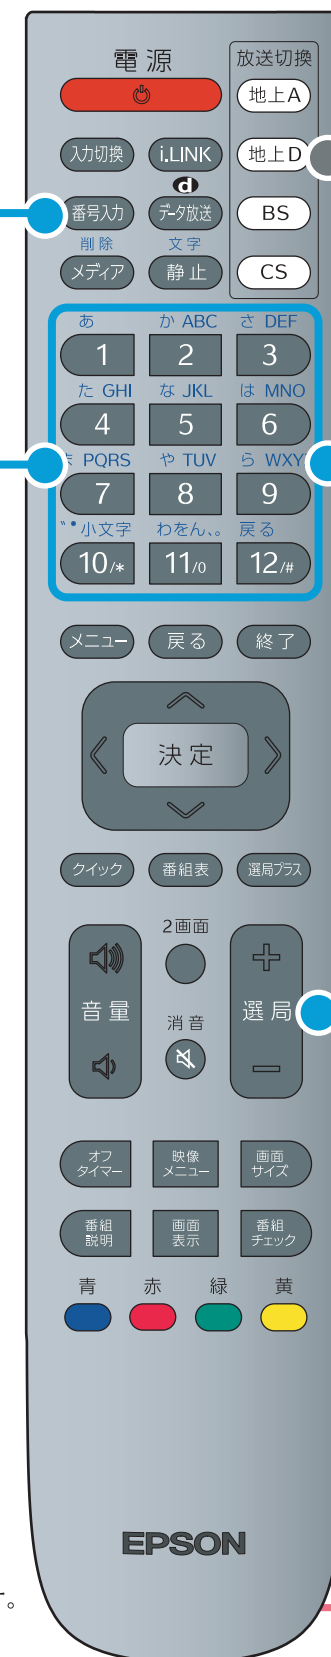 電源
放送切換
地上A
入力切換 i.LINK 地上D
d
番号入力 データ放送 BS
削除 文字
メディア 静止 CS
あ か ABC さ DEF
1 2 3
た GHI な JKL は MNO
4 5 6
ま PQRS や TUV ら WXY
7 8 9
゛゜小文字 わをん、。 戻る
10/* 11/0 12/#
メニュー 戻る 終了
決定
クイック 番組表 選局プラス
2画面
音量 消音 選局
オフ
タイマー
映像
メニュー
画面
サイズ
番組
説明
画面
表示
番組
チェック
青 赤 緑 黄
EPSON
。